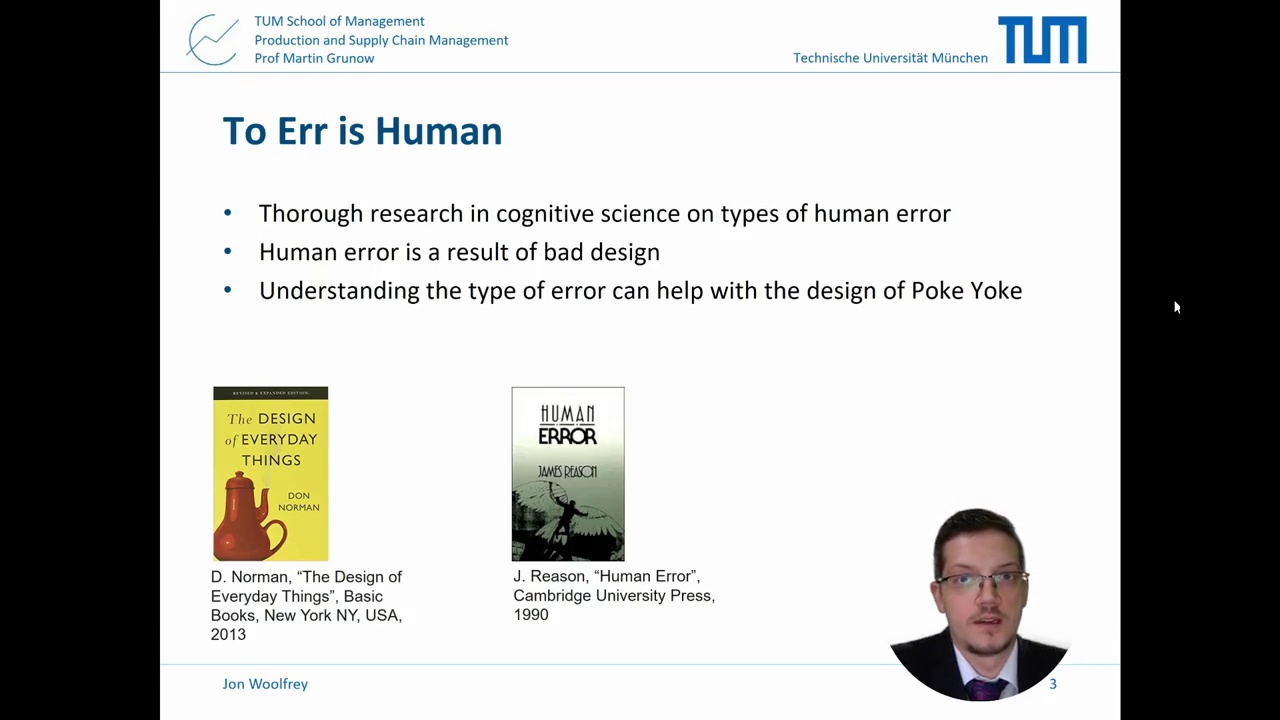 TUM School of Management
Production and Supply Chain Management
Prof Martin Grunow
Technische Universität München
TUM
To Err is Human
• Thorough research in cognitive science on types of human error
• Human error is a result of bad design
• Understanding the type of error can help with the design of Poke Yoke
REVISED & EXPANDED EDITION
The DESIGN
of EVERYDAY
THINGS
DON
NORMAN
HUMAN
ERROR
JAMES REASON
D. Norman, “The Design of
Everyday Things”, Basic
Books, New York NY, USA,
2013
J. Reason, “Human Error”,
Cambridge University Press,
1990
Jon Woolfrey
3